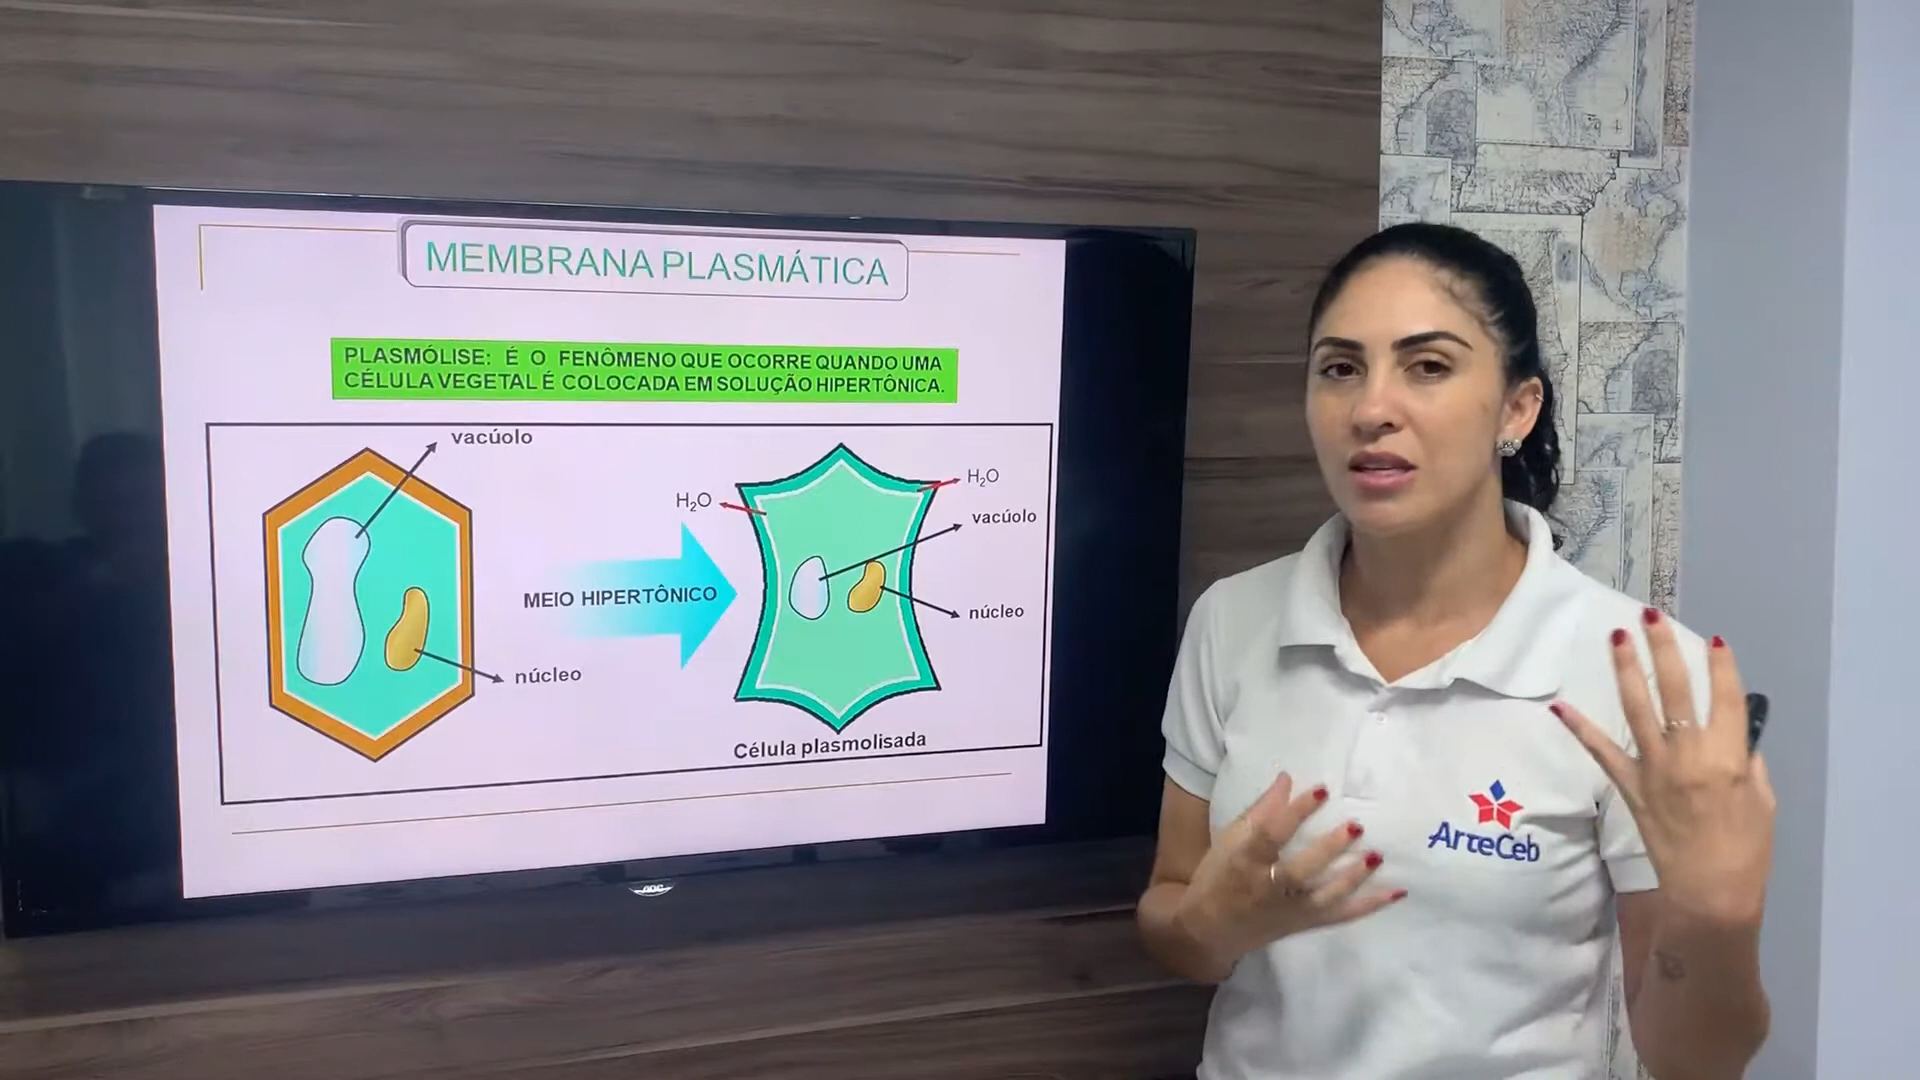 MEMBRANA PLASMÁTICA
PLASMÓLISE: É O FENÔMENO QUE OCORRE QUANDO UMA
CÉLULA VEGETAL É COLOCADA EM SOLUÇÃO HIPERTÔNICA.
vacúolo
núcleo
MEIO HIPERTÔNICO
H₂O
H₂O
vacúolo
núcleo
Célula plasmolisada
AOC
ArteCeb